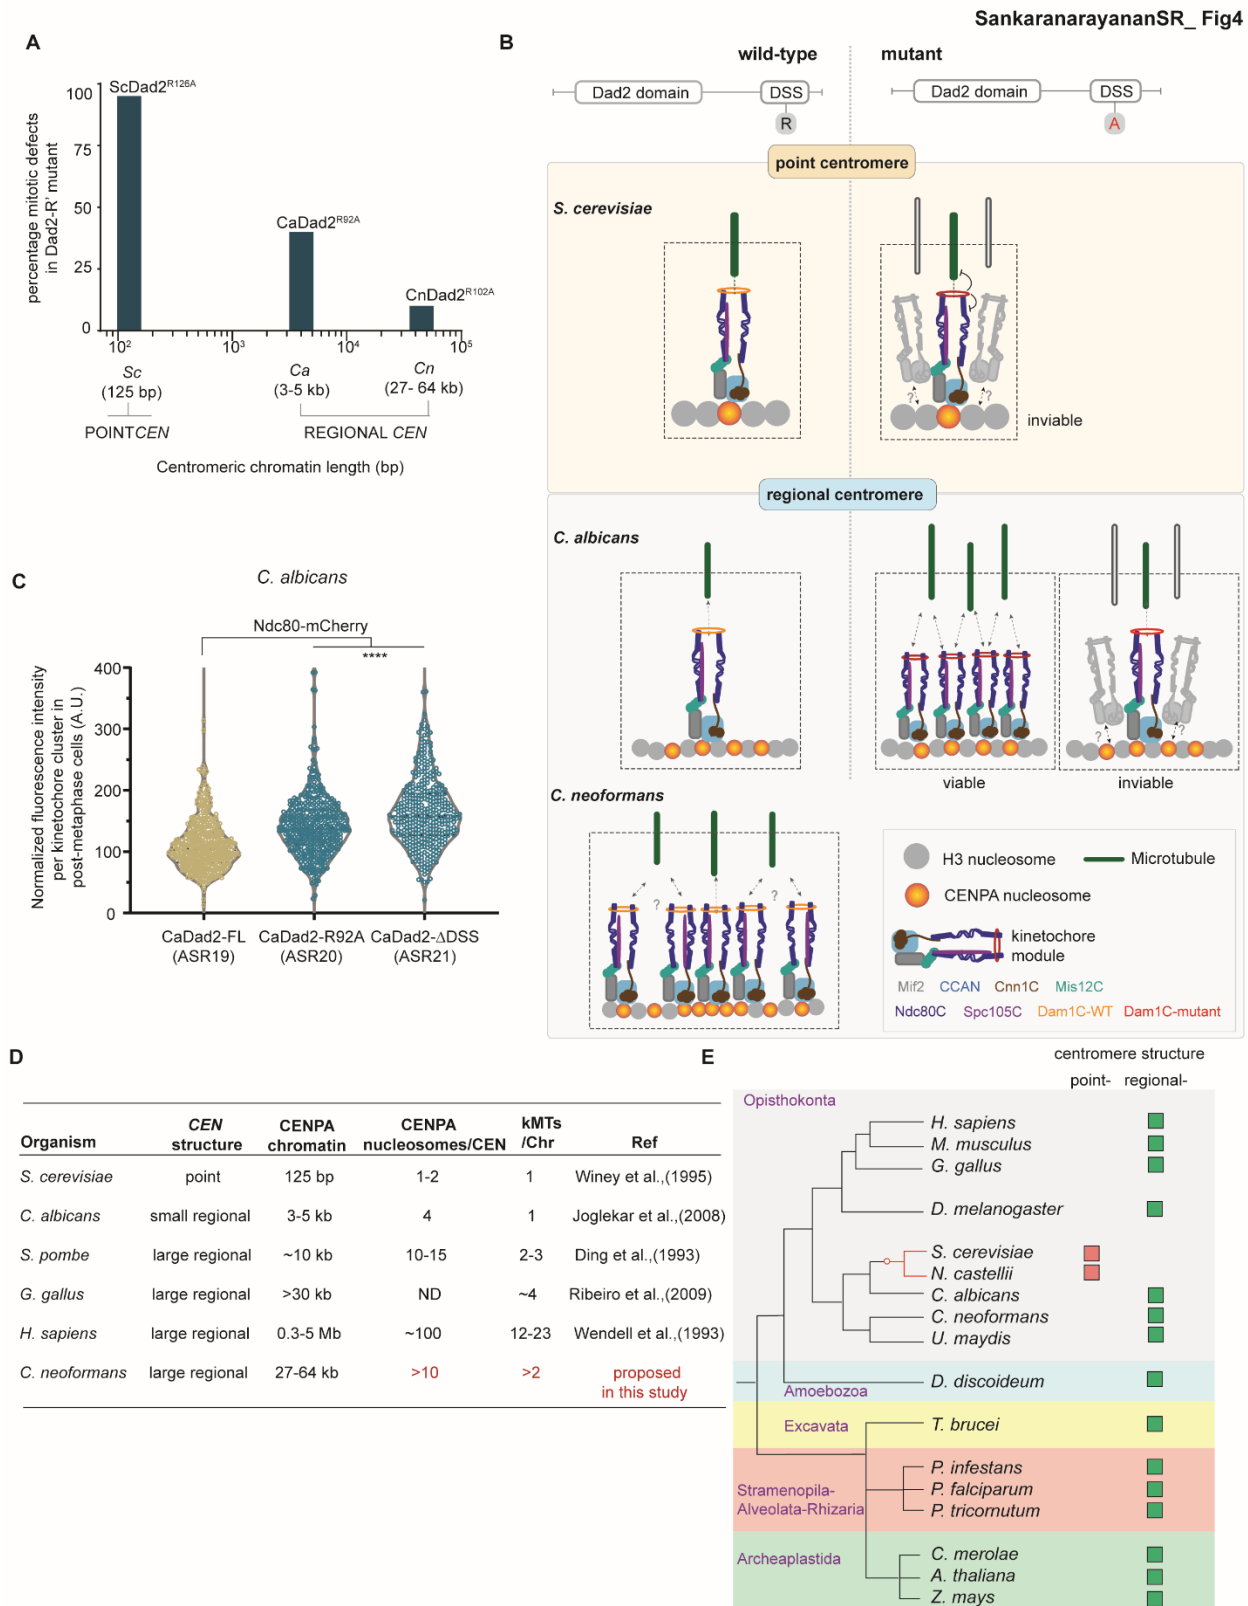 SankaranarayananSR_ Fig4
A
percentage mitotic defects
in Dad2-R' mutant
100
75
50
25
0
ScDad2R126A
CaDad2R92A
CnDad2R102A
10² 10³ 10⁴ 10⁵
Sc Ca Cn
(125 bp) (3-5 kb) (27- 64 kb)
POINTCEN REGIONAL CEN
Centromeric chromatin length (bp)
B
wild-type mutant
Dad2 domain DSS Dad2 domain DSS
R A
point centromere
S. cerevisiae
? ?
inviable
regional centromere
C. albicans
? ?
viable inviable
C. neoformans
? ?
H3 nucleosome Microtubule
CENPA nucleosome
kinetochore
module
Mif2 CCAN Cnn1C Mis12C
Ndc80C Spc105C Dam1C-WT Dam1C-mutant
C
C. albicans
Ndc80-mCherry
****
Normalized fluorescence intensity
per kinetochore cluster in
post-metaphase cells (A.U.)
400
300
200
100
0
CaDad2-FL CaDad2-R92A CaDad2-ΔDSS
(ASR19) (ASR20) (ASR21)
D
Organism CEN structure CENPA chromatin CENPA nucleosomes/CEN kMTs /Chr Ref
S. cerevisiae point 125 bp 1-2 1 Winey et al.,(1995)
C. albicans small regional 3-5 kb 4 1 Joglekar et al.,(2008)
S. pombe large regional ~10 kb 10-15 2-3 Ding et al.,(1993)
G. gallus large regional >30 kb ND ~4 Ribeiro et al.,(2009)
H. sapiens large regional 0.3-5 Mb ~100 12-23 Wendell et al.,(1993)
C. neoformans large regional 27-64 kb >10 >2 proposed
in this study
E
centromere structure
point- regional-
Opisthokonta
H. sapiens
M. musculus
G. gallus
D. melanogaster
S. cerevisiae
N. castellii
C. albicans
C. neoformans
U. maydis
Amoebozoa
D. discoideum
Excavata
T. brucei
Stramenopila-
Alveolata-Rhizaria
P. infestans
P. falciparum
P. tricornutum
Archeaplastida
C. merolae
A. thaliana
Z. mays